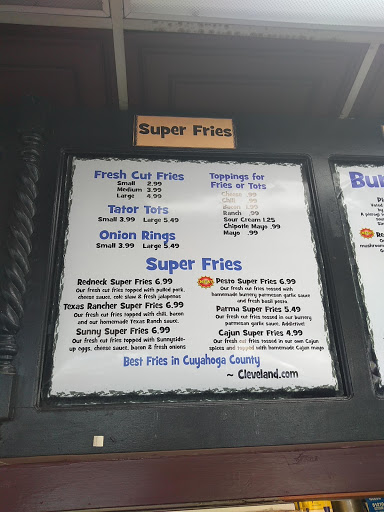 Super Fries
Fresh Cut Fries
Small 2.99
Medium 3.99
Large 4.99
Tator Tots
Small 3.99 Large 5.49
Onion Rings
Small 3.99 Large 5.49
Toppings for
Fries or Tots
Cheese .99
Chili .99
Bacon 1.99
Ranch .99
Sour Cream 1.25
Chipotle Mayo .99
Mayo .99
Super Fries
Redneck Super Fries 6.99
Our fresh cut fries topped with pulled pork,
cheese sauce, cole slaw & fresh jalapenos
Texas Rancher Super Fries 6.99
Our fresh cut fries topped with chili, bacon
and our homemade Texas Ranch sauce.
Sunny Super Fries 6.99
Our fresh cut fries topped with Sunnyside-
up eggs, cheese sauce, bacon & fresh onions
Pesto Super Fries 6.99
Our fresh cut fries tossed with
homemade buttery parmesan garlic sauce
and fresh basil pesto.
Parma Super Fries 5.49
Our fresh cut fries tossed in our buttery
parmesan garlic sauce. Addictive!
Cajun Super Fries 4.99
Our fresh cut fries tossed in our own Cajun
spices and topped with homemade Cajun mayo
Best Fries in Cuyahoga County
~ Cleveland.com